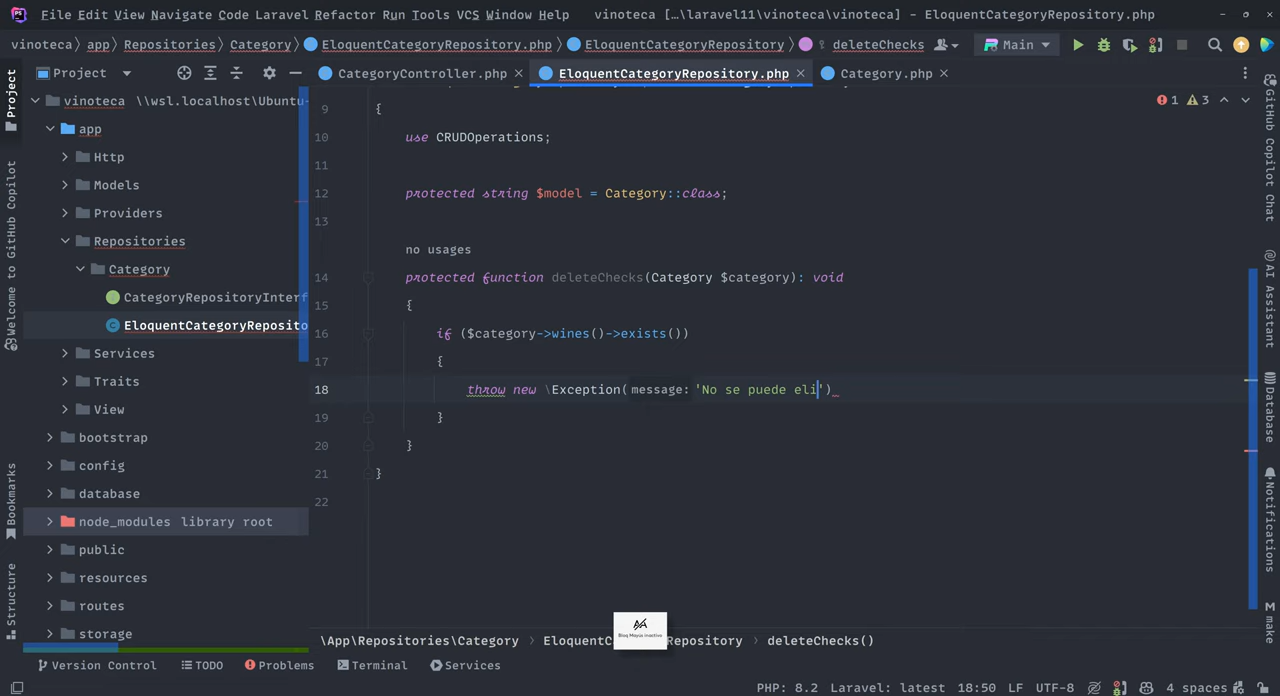 File Edit View Navigate Code Laravel Refactor Run Tools VCS Window Help vinoteca [...\laravel11\vinoteca\vinoteca] - EloquentCategoryRepository.php
vinoteca app Repositories Category EloquentCategoryRepository.php EloquentCategoryRepository deleteChecks Main
Project CategoryController.php EloquentCategoryRepository.php Category.php
vinoteca \\wsl.localhost\Ubuntu-
app
Http
Models
Providers
Repositories
Category
CategoryRepositoryInterf
EloquentCategoryReposito
Services
Traits
View
bootstrap
config
database
node_modules library root
public
resources
routes
storage
1 3
9 {
10 use CRUDOperations;
11
12 protected string $model = Category::class;
13
no usages
14 protected function deleteChecks(Category $category): void
15 {
16 if ($category->wines()->exists())
17 {
18 throw new \Exception( message: 'No se puede eli')
19 }
20 }
21 }
22
\App\Repositories\Category EloquentCategoryRepository deleteChecks()
Bloq Mayús inactivo
Version Control TODO Problems Terminal Services
PHP: 8.2 Laravel: latest 18:50 LF UTF-8 4 spaces
Project
Welcome to GitHub Copilot
Bookmarks
Structure
GitHub Copilot Chat
AI Assistant
Database
Notifications
M make